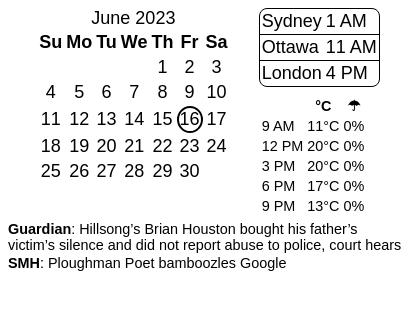 June 2023
Su Mo Tu We Th Fr Sa
1 2 3
4 5 6 7 8 9 10
11 12 13 14 15 16 17
18 19 20 21 22 23 24
25 26 27 28 29 30
Sydney 1 AM
Ottawa 11 AM
London 4 PM
°C ☂
9 AM 11°C 0%
12 PM 20°C 0%
3 PM 20°C 0%
6 PM 17°C 0%
9 PM 13°C 0%
Guardian: Hillsong’s Brian Houston bought his father’s
victim’s silence and did not report abuse to police, court hears
SMH: Ploughman Poet bamboozles Google